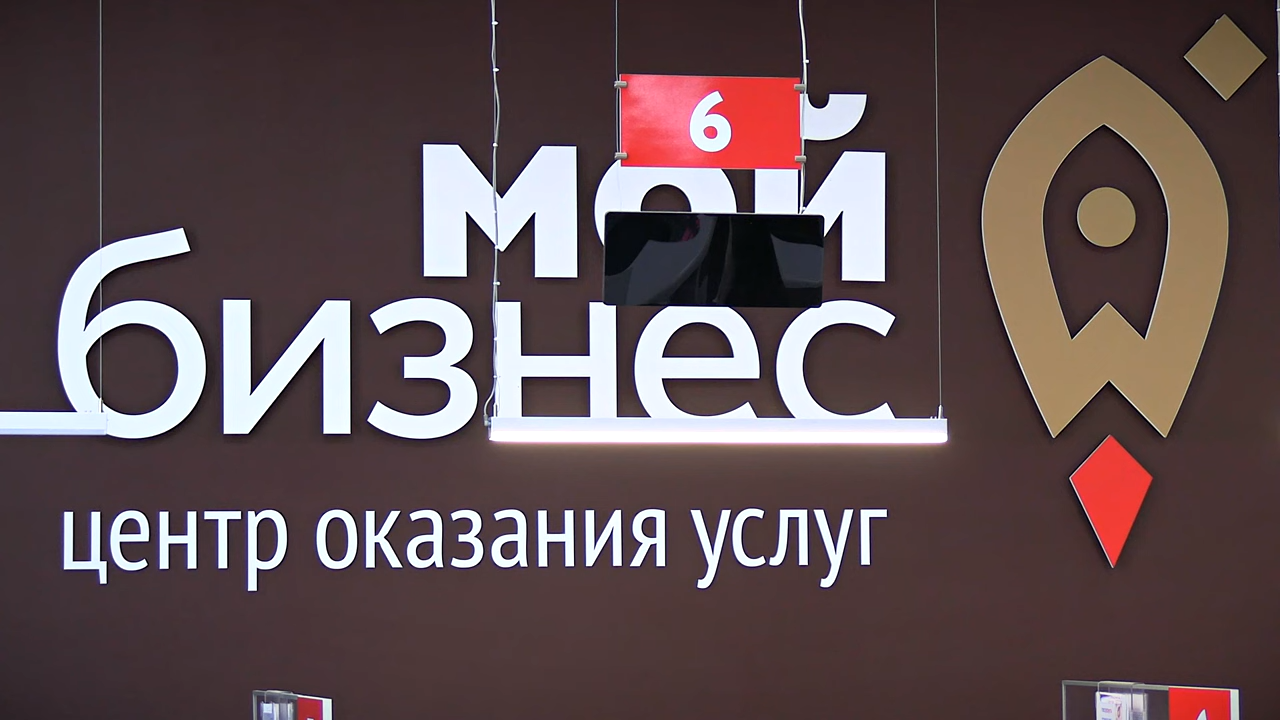 6
мой
бизнес
центр оказания услуг